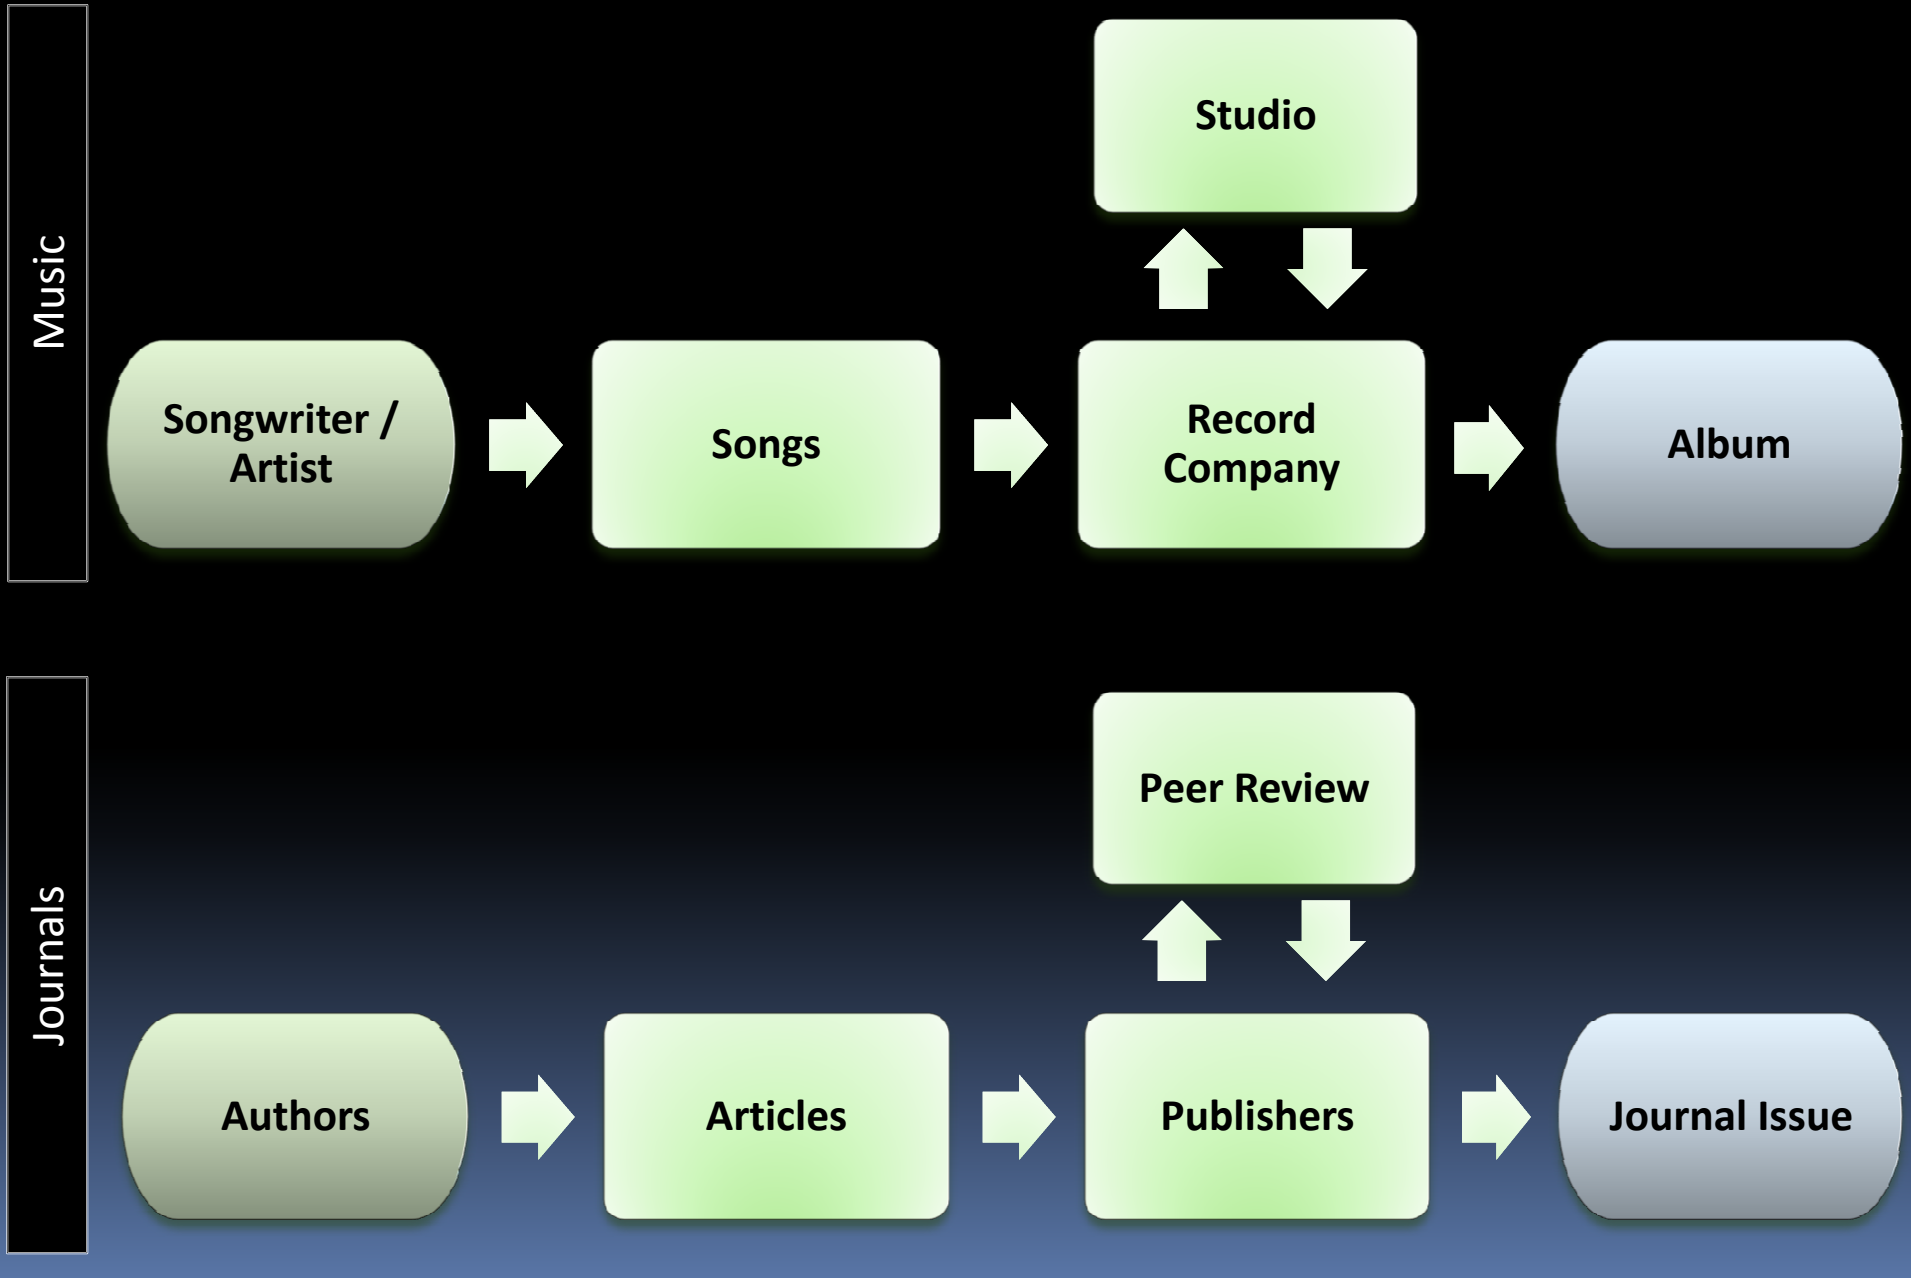 Music
Studio
Songwriter /
Artist
Songs
Record
Company
Album
Journals
Peer Review
Authors
Articles
Publishers
Journal Issue